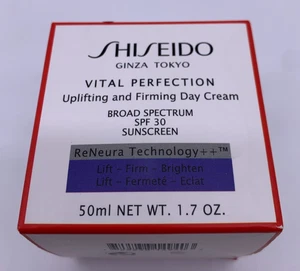 SHISEIDO
GINZA TOKYO
VITAL PERFECTION
Uplifting and Firming Day Cream
BROAD SPECTRUM
SPF 30
SUNSCREEN
ReNeura Technology++™
Lift - Firm - Brighten
Lift - Fermeté - Eclat
50ml NET WT. 1.7 OZ.